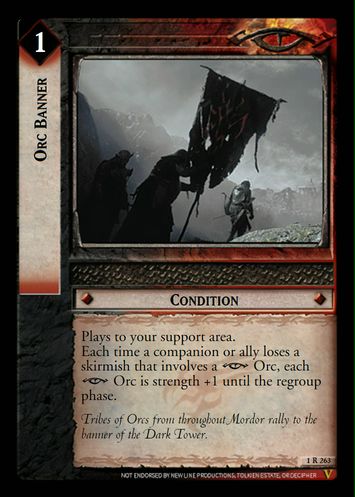 1
ORC BANNER
CONDITION
Plays to your support area.
Each time a companion or ally loses a
skirmish that involves a Orc, each
Orc is strength +1 until the regroup
phase.
Tribes of Orcs from throughout Mordor rally to the
banner of the Dark Tower.
1 R 263
NOT ENDORSED BY NEW LINE PRODUCTIONS, TOLKIEN ESTATE, OR DECIPHER
V